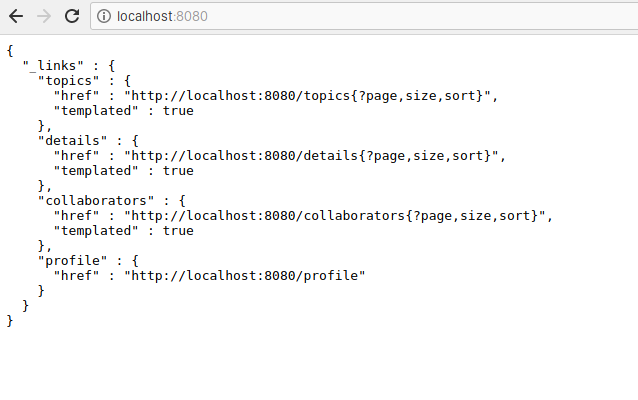 localhost:8080
{
  "_links" : {
    "topics" : {
      "href" : "http://localhost:8080/topics{?page,size,sort}",
      "templated" : true
    },
    "details" : {
      "href" : "http://localhost:8080/details{?page,size,sort}",
      "templated" : true
    },
    "collaborators" : {
      "href" : "http://localhost:8080/collaborators{?page,size,sort}",
      "templated" : true
    },
    "profile" : {
      "href" : "http://localhost:8080/profile"
    }
  }
}